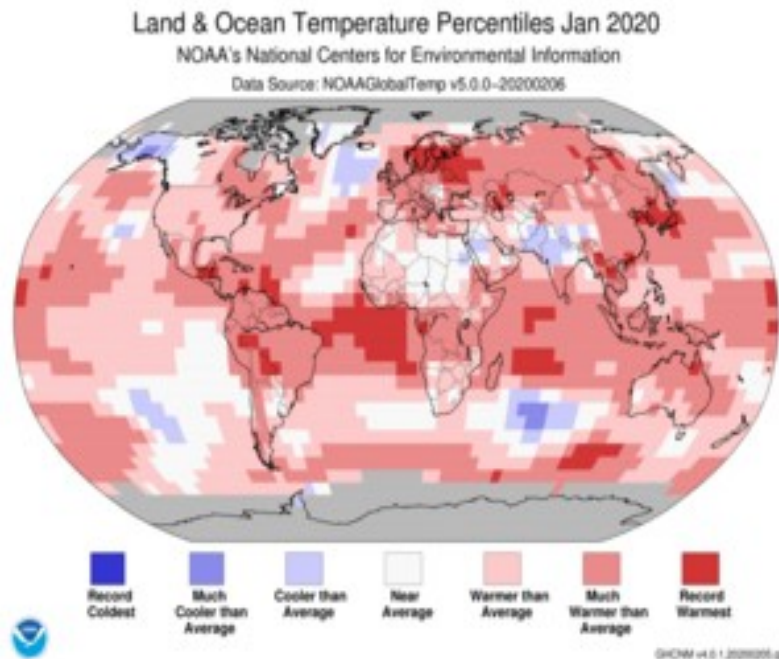 Land & Ocean Temperature Percentiles Jan 2020
NOAA's National Centers for Environmental Information
Data Source: NOAAGlobalTemp v5.0.0-20200206
Record
Coldest
Much
Cooler than
Average
Cooler than
Average
Near
Average
Warmer than
Average
Much
Warmer than
Average
Record
Warmest